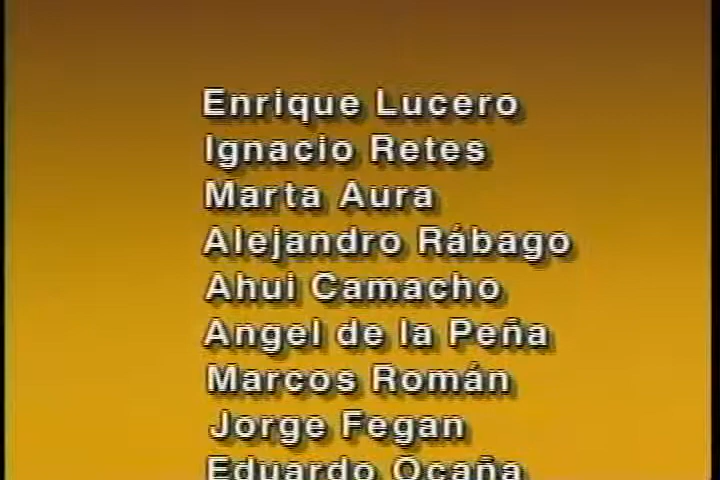 Enrique Lucero
Ignacio Retes
Marta Aura
Alejandro Rábago
Ahui Camacho
Angel de la Peña
Marcos Román
Jorge Fegan
Eduardo Ocaña